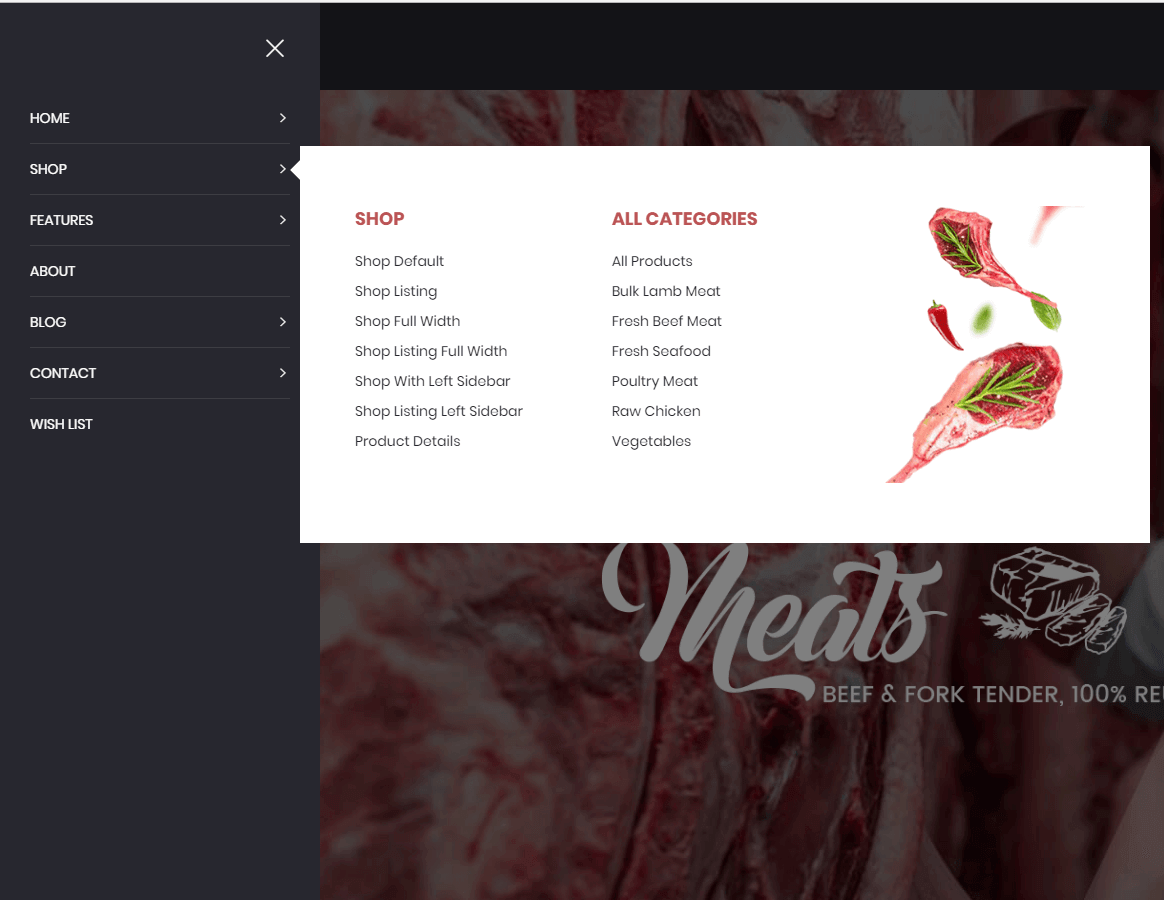 HOME
SHOP
FEATURES
ABOUT
BLOG
CONTACT
WISH LIST
SHOP
Shop Default
Shop Listing
Shop Full Width
Shop Listing Full Width
Shop With Left Sidebar
Shop Listing Left Sidebar
Product Details
ALL CATEGORIES
All Products
Bulk Lamb Meat
Fresh Beef Meat
Fresh Seafood
Poultry Meat
Raw Chicken
Vegetables
Meats
BEEF & FORK TENDER, 100%